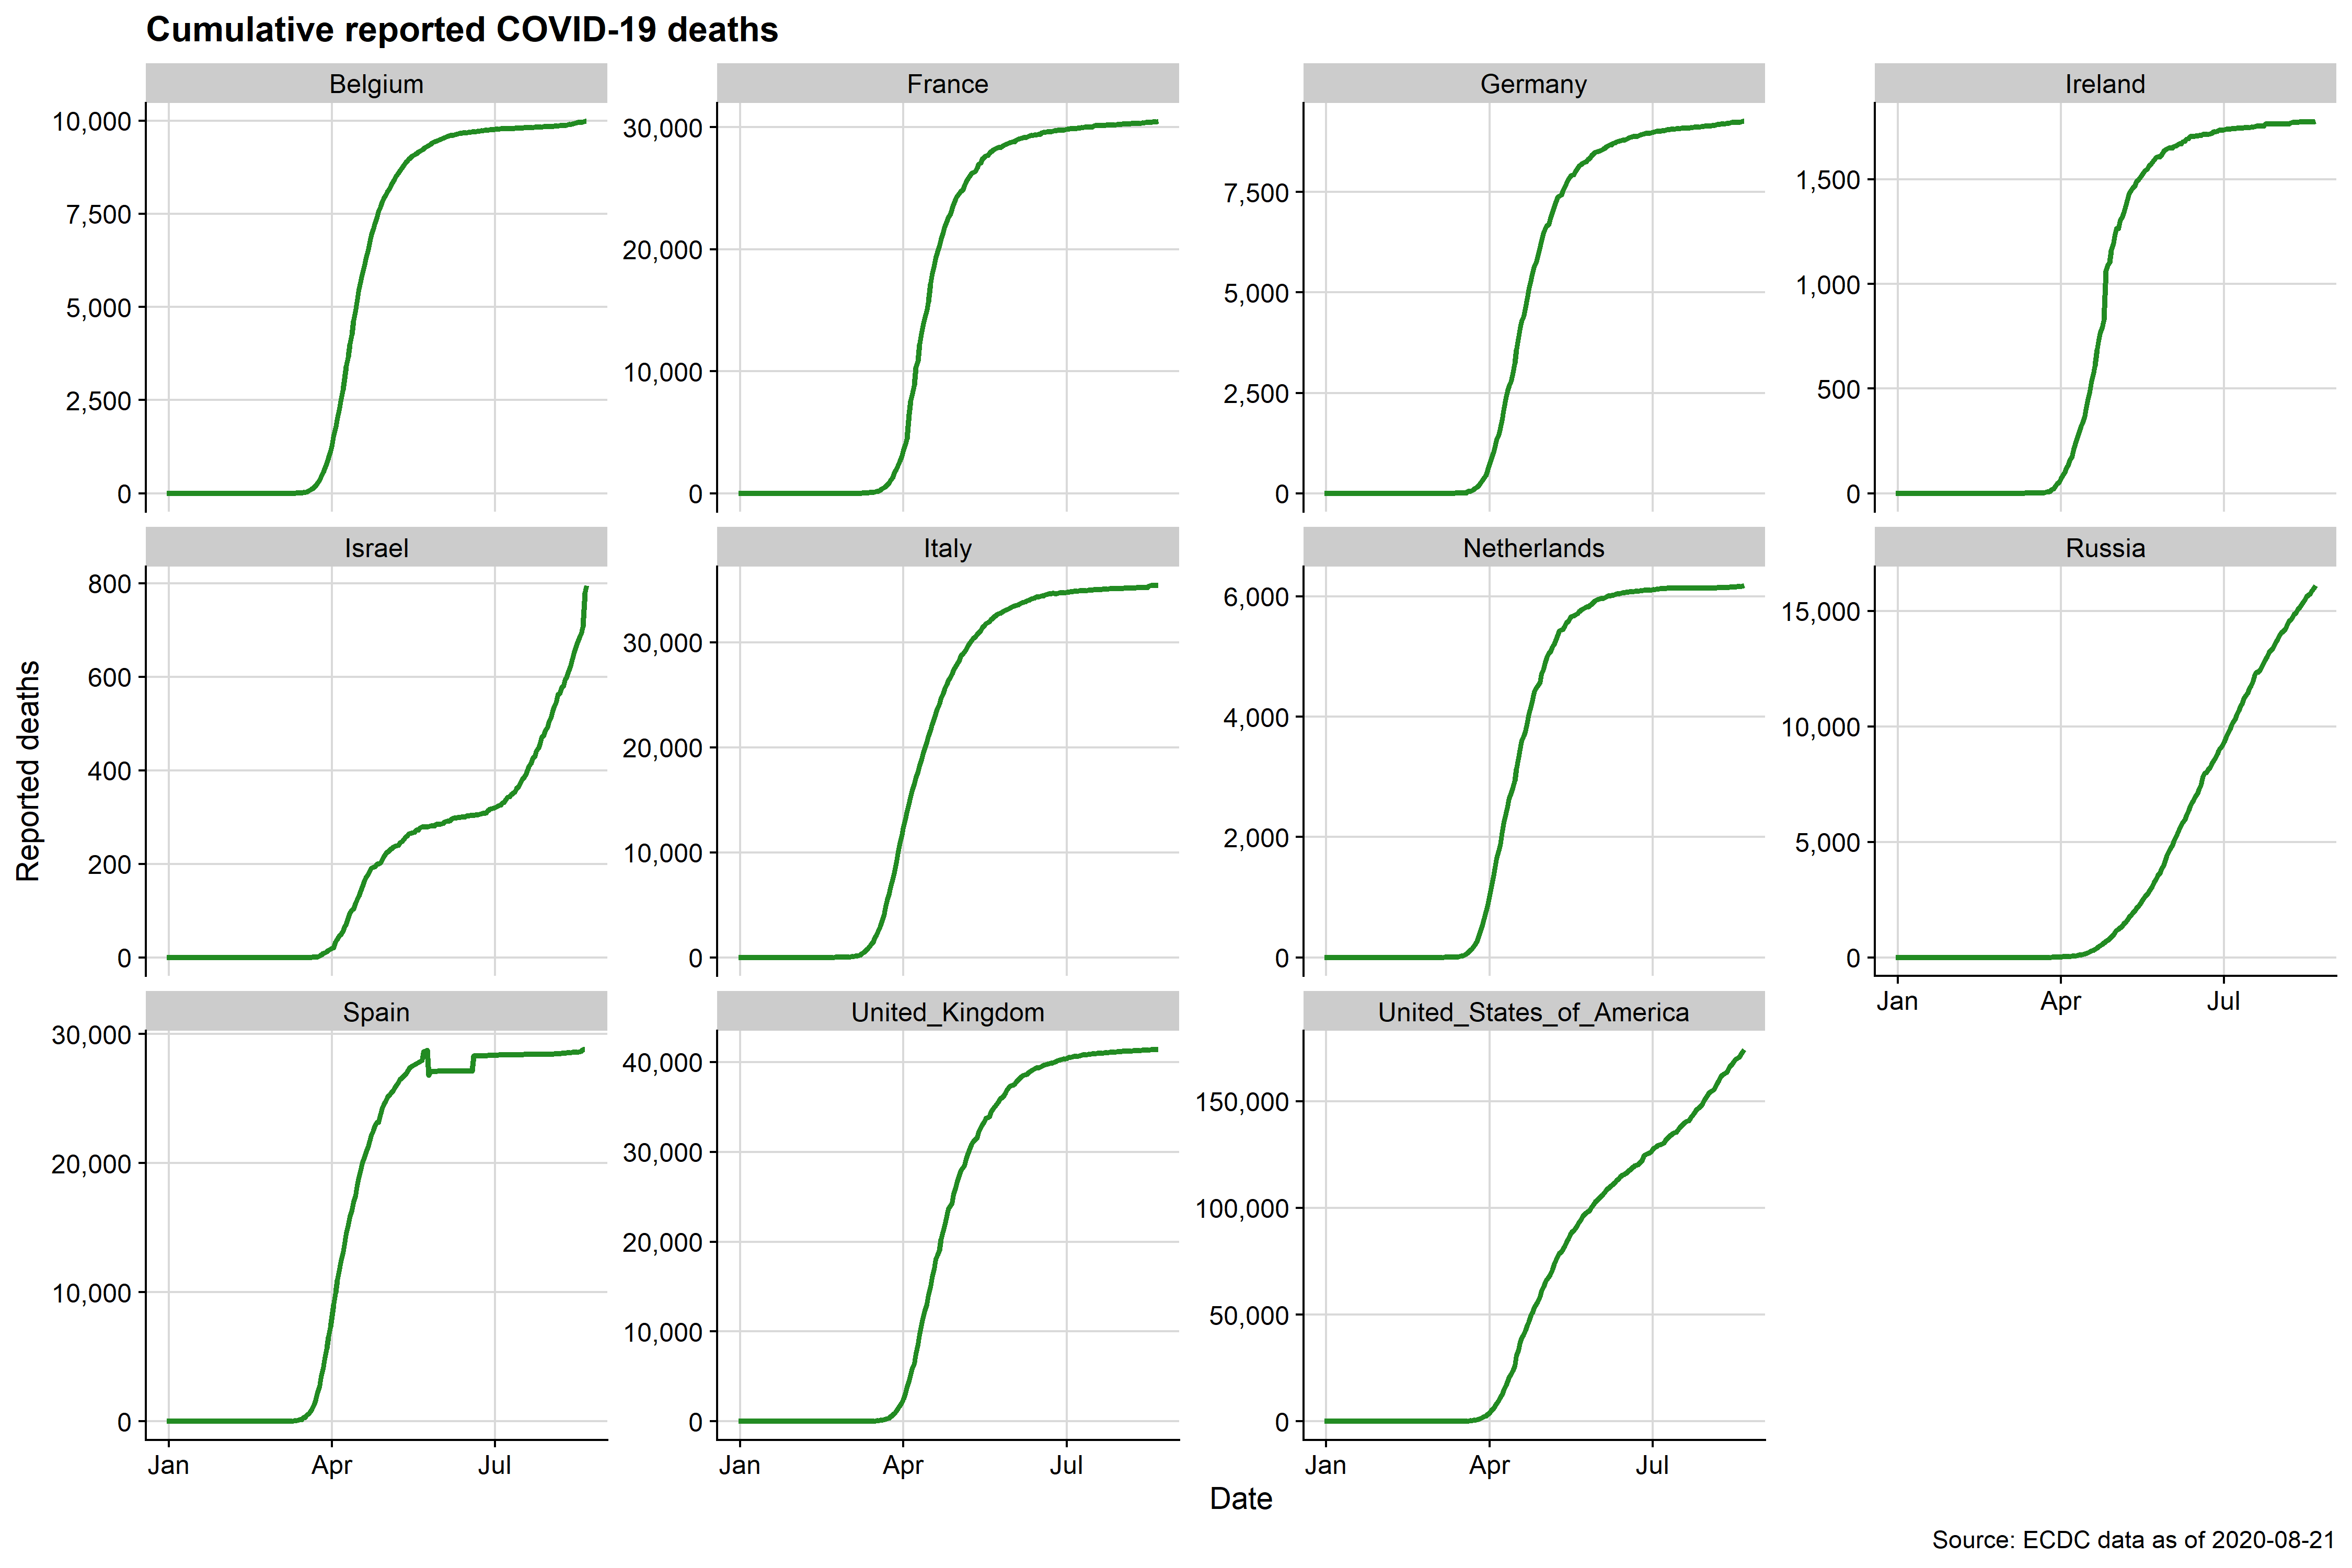 Cumulative reported COVID-19 deaths
Belgium
France
Germany
Ireland
10,000
7,500
5,000
2,500
0
30,000
20,000
10,000
0
7,500
5,000
2,500
0
1,500
1,000
500
0
Israel
Italy
Netherlands
Russia
800
600
400
200
0
30,000
20,000
10,000
0
6,000
4,000
2,000
0
15,000
10,000
5,000
0
Jan Apr Jul
Reported deaths
Spain
United_Kingdom
United_States_of_America
30,000
20,000
10,000
0
40,000
30,000
20,000
10,000
0
150,000
100,000
50,000
0
Jan Apr Jul
Jan Apr Jul
Jan Apr Jul
Date
Source: ECDC data as of 2020-08-21